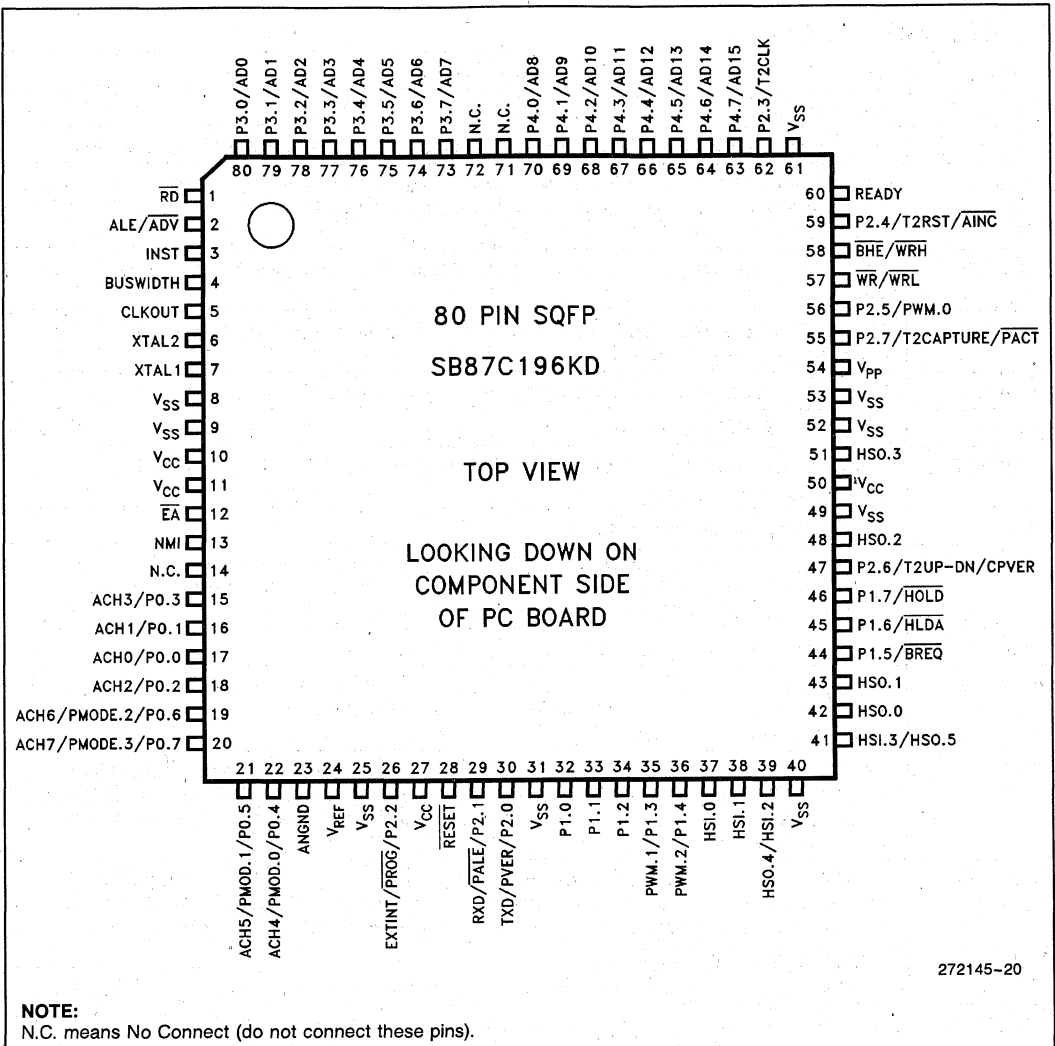 P3.0/AD0
P3.1/AD1
P3.2/AD2
P3.3/AD3
P3.4/AD4
P3.5/AD5
P3.6/AD6
P3.7/AD7
N.C.
N.C.
P4.0/AD8
P4.1/AD9
P4.2/AD10
P4.3/AD11
P4.4/AD12
P4.5/AD13
P4.6/AD14
P4.7/AD15
P2.3/T2CLK
VSS
80 79 78 77 76 75 74 73 72 71 70 69 68 67 66 65 64 63 62 61
RD 1
ALE/ADV 2
INST 3
BUSWIDTH 4
CLKOUT 5
XTAL2 6
XTAL1 7
VSS 8
VSS 9
VCC 10
VCC 11
EA 12
NMI 13
N.C. 14
ACH3/P0.3 15
ACH1/P0.1 16
ACH0/P0.0 17
ACH2/P0.2 18
ACH6/PMODE.2/P0.6 19
ACH7/PMODE.3/P0.7 20
80 PIN SQFP
SB87C196KD
TOP VIEW
LOOKING DOWN ON
COMPONENT SIDE
OF PC BOARD
60 READY
59 P2.4/T2RST/AINC
58 BHE/WRH
57 WR/WRL
56 P2.5/PWM.0
55 P2.7/T2CAPTURE/PACT
54 VPP
53 VSS
52 VSS
51 HSO.3
50 VCC
49 VSS
48 HSO.2
47 P2.6/T2UP-DN/CPVER
46 P1.7/HOLD
45 P1.6/HLDA
44 P1.5/BREQ
43 HSO.1
42 HSO.0
41 HSI.3/HSO.5
21 22 23 24 25 26 27 28 29 30 31 32 33 34 35 36 37 38 39 40
ACH5/PMOD.1/P0.5
ACH4/PMOD.0/P0.4
ANGND
VREF
VSS
EXTINT/PROG/P2.2
VCC
RESET
RXD/PALE/P2.1
TXD/PVER/P2.0
VSS
P1.0
P1.1
P1.2
PWM.1/P1.3
PWM.2/P1.4
HSI.0
HSI.1
HSO.4/HSI.2
VSS
272145-20
NOTE:
N.C. means No Connect (do not connect these pins).